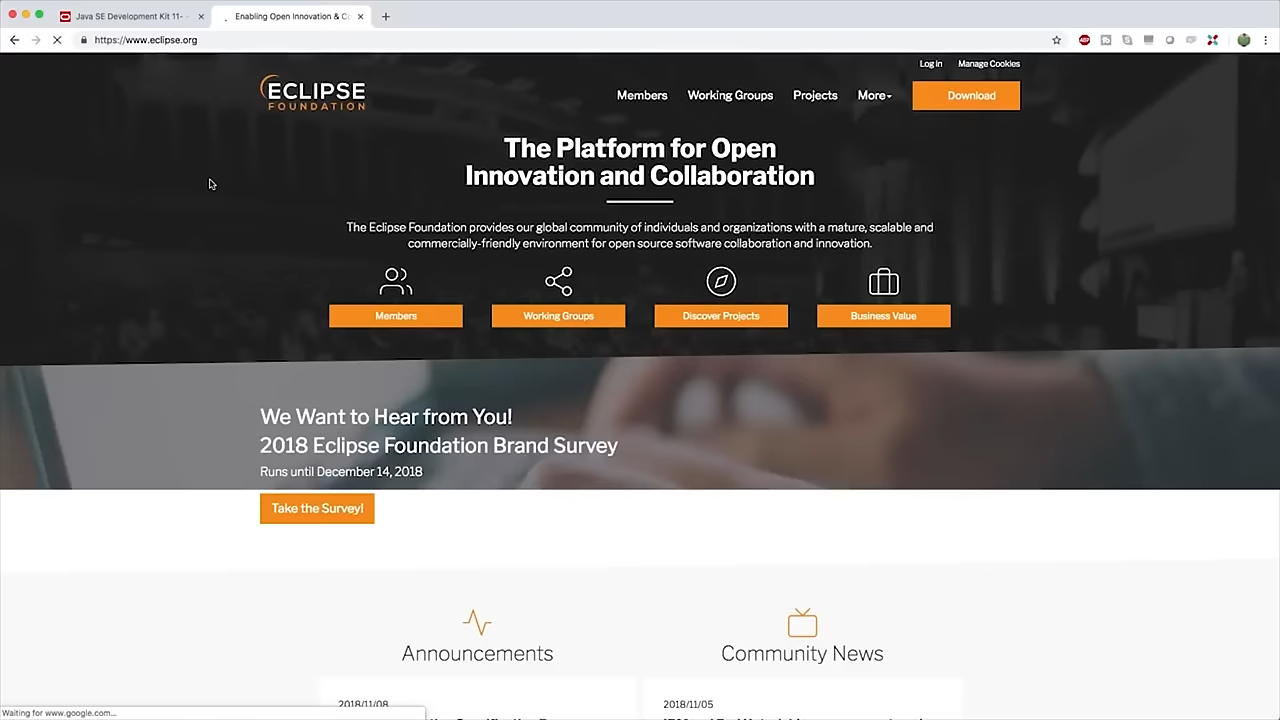 Java SE Development Kit 11-
Enabling Open Innovation & Co
https://www.eclipse.org
ABP
Log in
Manage Cookies
ECLIPSE
FOUNDATION
Members
Working Groups
Projects
More
Download
The Platform for Open
Innovation and Collaboration
The Eclipse Foundation provides our global community of individuals and organizations with a mature, scalable and
commercially-friendly environment for open source software collaboration and innovation.
Members
Working Groups
Discover Projects
Business Value
We Want to Hear from You!
2018 Eclipse Foundation Brand Survey
Runs until December 14, 2018
Take the Survey!
Announcements
Community News
2018/11/08
2018/11/05
Waiting for www.google.com...